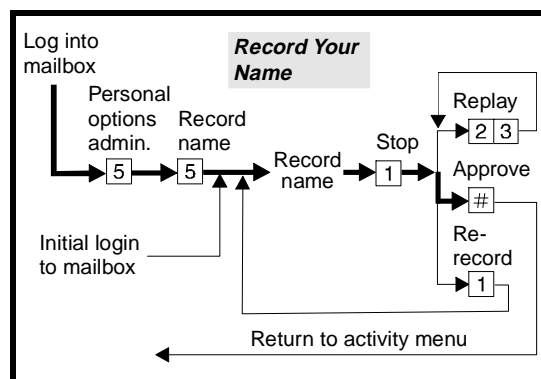 Log into
mailbox
Record Your
Name
Personal
options
admin.
5
Record
name
5
Record
name
Stop
1
Replay
2 3
Approve
#
Re-
record
1
Initial login
to mailbox
Return to activity menu